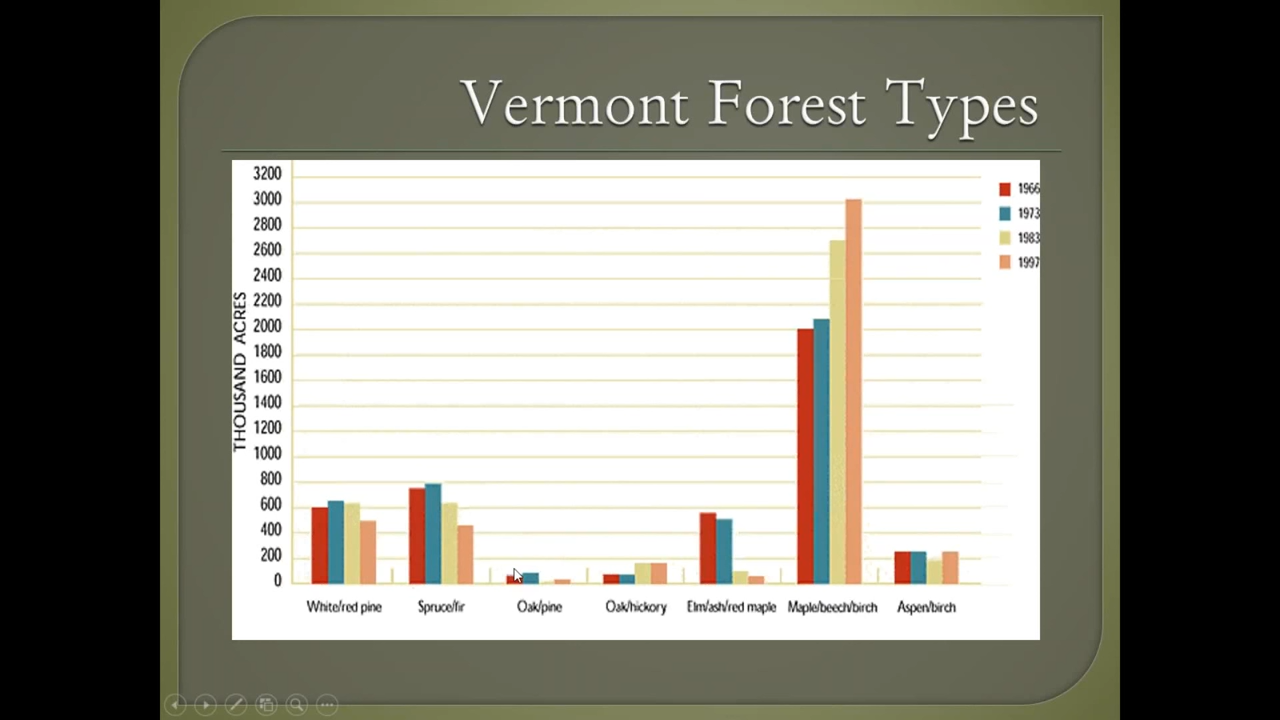 Vermont Forest Types
3200
3000
2800
2600
2400
2200
2000
1800
1600
1400
1200
1000
800
600
400
200
0
THOUSAND ACRES
1966
1973
1983
1997
White/red pine
Spruce/fir
Oak/pine
Oak/hickory
Elm/ash/red maple
Maple/beech/birch
Aspen/birch